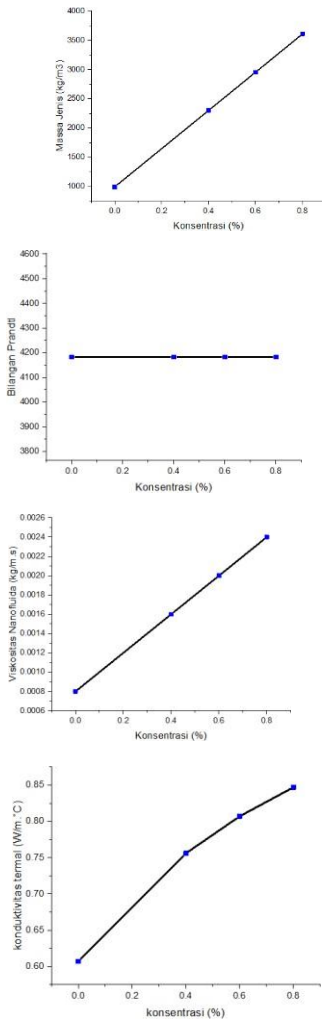 4000
3500
3000
2500
2000
1500
1000
Massa Jenis (kg/m3)
0.0 0.2 0.4 0.6 0.8
Konsentrasi (%)
4600
4500
4400
4300
4200
4100
4000
3900
3800
Bilangan Prandtl
0.0 0.2 0.4 0.6 0.8
Konsentrasi (%)
0.0026
0.0024
0.0022
0.0020
0.0018
0.0016
0.0014
0.0012
0.0010
0.0008
0.0006
Viskositas Nanofluida (kg/m.s)
0.0 0.2 0.4 0.6 0.8
Konsentrasi (%)
0.85
0.80
0.75
0.70
0.65
0.60
konduktivitas termal (W/m.°C)
0.0 0.2 0.4 0.6 0.8
konsentrasi (%)